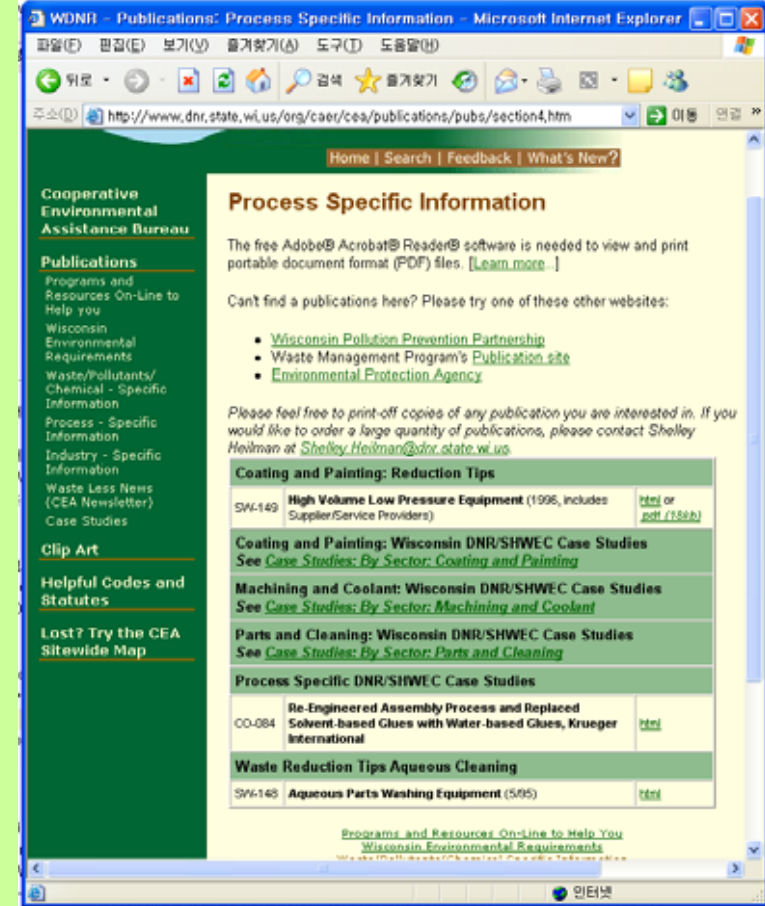 WDNR - Publications: Process Specific Information - Microsoft Internet Explorer
파일(F) 편집(E) 보기(V) 즐겨찾기(A) 도구(T) 도움말(H)
뒤로 검색 즐겨찾기
주소(D) http://www.dnr.state.wi.us/org/caer/cea/publications/pubs/section4.htm 이동 연결 »
Home | Search | Feedback | What's New?
Cooperative
Environmental
Assistance Bureau
Publications
Programs and
Resources On-Line to
Help you
Wisconsin
Environmental
Requirements
Waste/Pollutants/
Chemical - Specific
Information
Process - Specific
Information
Industry - Specific
Information
Waste Less News
(CEA Newsletter)
Case Studies
Clip Art
Helpful Codes and
Statutes
Lost? Try the CEA
Sitewide Map
Process Specific Information
The free Adobe® Acrobat® Reader® software is needed to view and print
portable document format (PDF) files. [Learn more...]
Can't find a publications here? Please try one of these other websites:
• Wisconsin Pollution Prevention Partnership
• Waste Management Program's Publication site
• Environmental Protection Agency
Please feel free to print-off copies of any publication you are interested in. If you
would like to order a large quantity of publications, please contact Shelley
Heilman at Shelley.Heilman@dnr.state.wi.us.
Coating and Painting: Reduction Tips
SW-149 High Volume Low Pressure Equipment (1996, includes html or
Supplier/Service Providers) .pdf (18kb)
Coating and Painting: Wisconsin DNR/SHWEC Case Studies
See Case Studies: By Sector: Coating and Painting
Machining and Coolant: Wisconsin DNR/SHWEC Case Studies
See Case Studies: By Sector: Machining and Coolant
Parts and Cleaning: Wisconsin DNR/SHWEC Case Studies
See Case Studies: By Sector: Parts and Cleaning
Process Specific DNR/SHWEC Case Studies
Re-Engineered Assembly Process and Replaced
CO-084 Solvent-based Glues with Water-based Glues, Krueger html
International
Waste Reduction Tips Aqueous Cleaning
SW-148 Aqueous Parts Washing Equipment (5/95) html
Programs and Resources On-Line to Help You
Wisconsin Environmental Requirements
Waste/Pollutants/Chemical Specific Information
인터넷